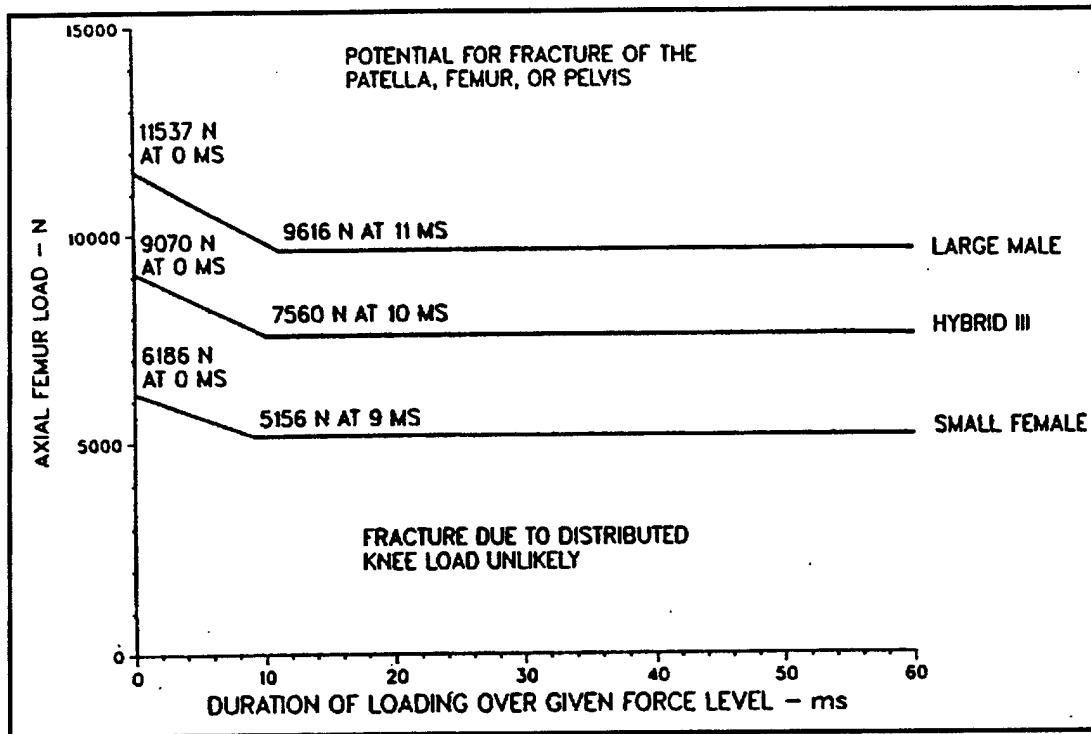 15000
POTENTIAL FOR FRACTURE OF THE
PATELLA, FEMUR, OR PELVIS
11537 N
AT 0 MS
10000
9616 N AT 11 MS
LARGE MALE
9070 N
AT 0 MS
7560 N AT 10 MS
HYBRID III
6186 N
AT 0 MS
5156 N AT 9 MS
SMALL FEMALE
5000
AXIAL FEMUR LOAD – N
FRACTURE DUE TO DISTRIBUTED
KNEE LOAD UNLIKELY
0
0 10 20 30 40 50 60
DURATION OF LOADING OVER GIVEN FORCE LEVEL – ms